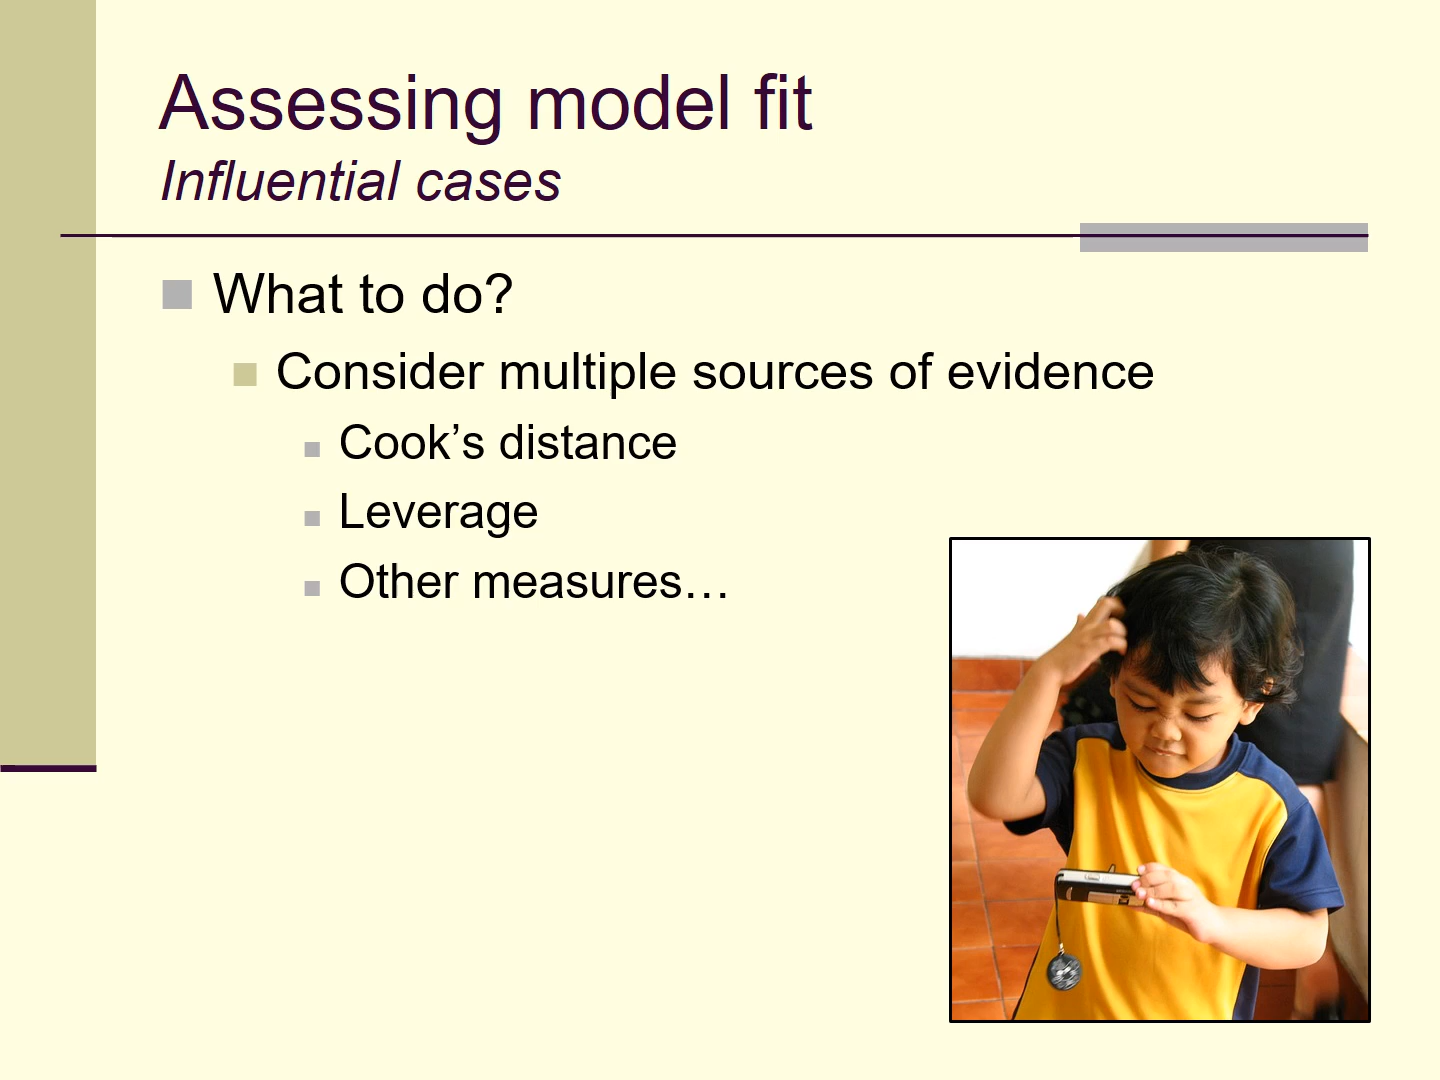 Assessing model fit
Influential cases
What to do?
Consider multiple sources of evidence
Cook’s distance
Leverage
Other measures…